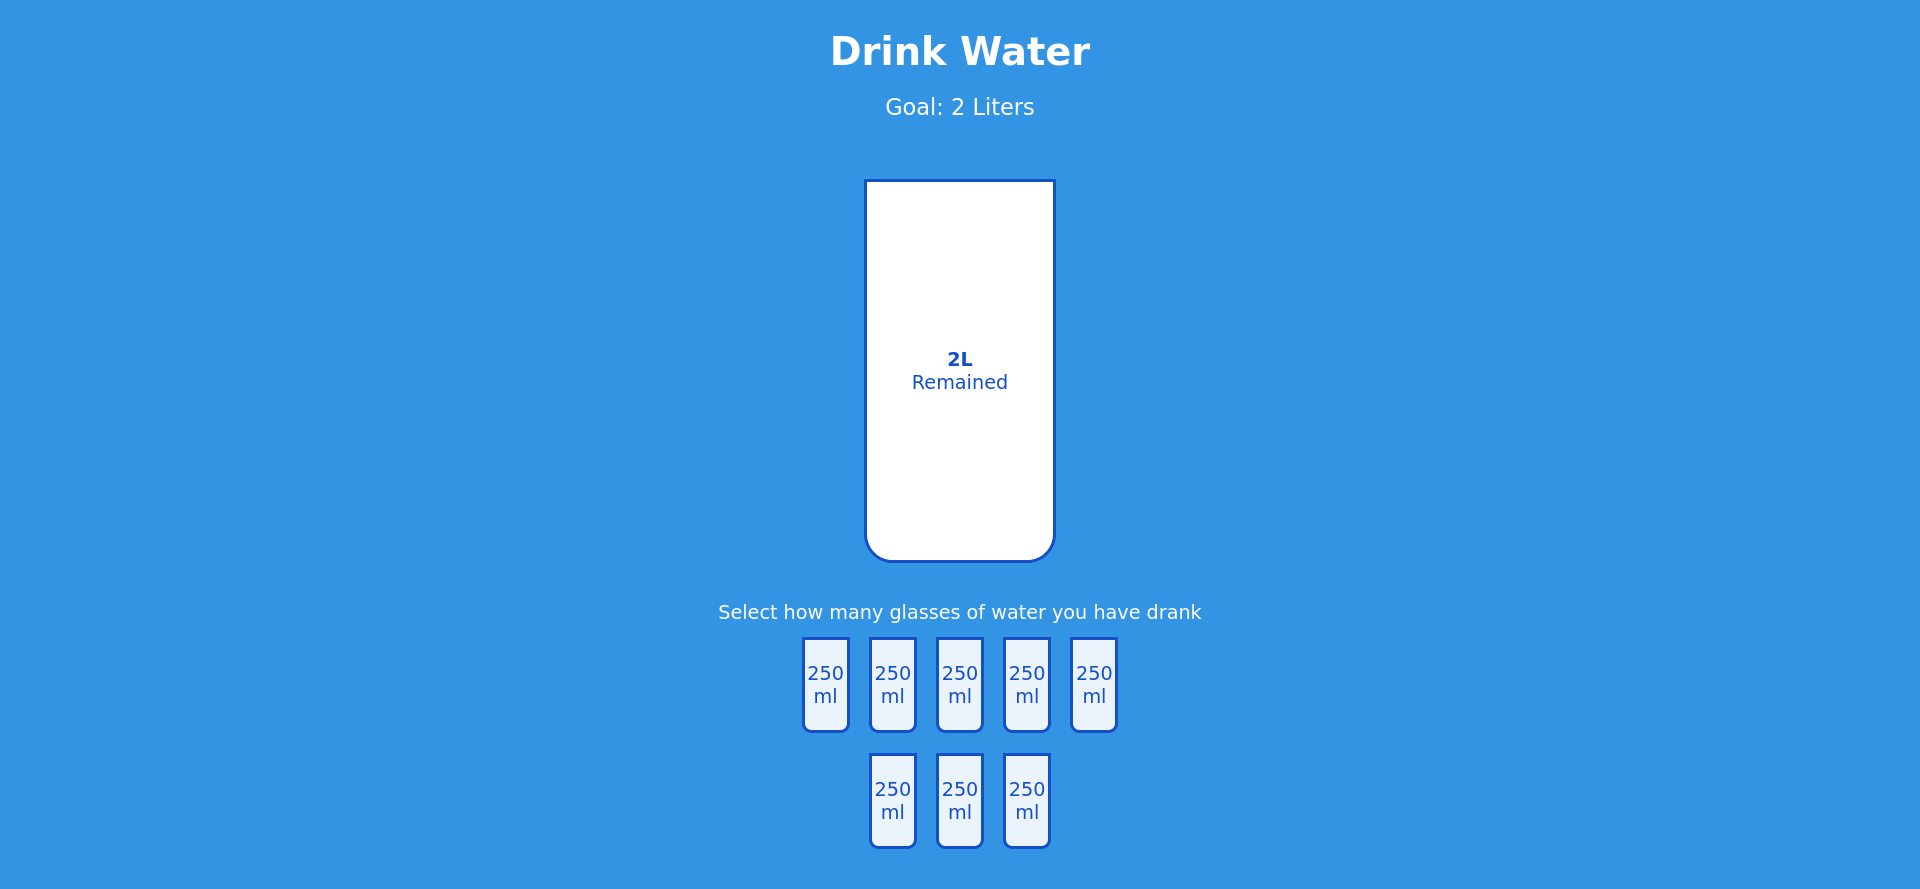 Drink Water
Goal: 2 Liters
2L
Remained
Select how many glasses of water you have drank
250 250 250 250 250
ml ml ml ml ml
250 250 250
ml ml ml